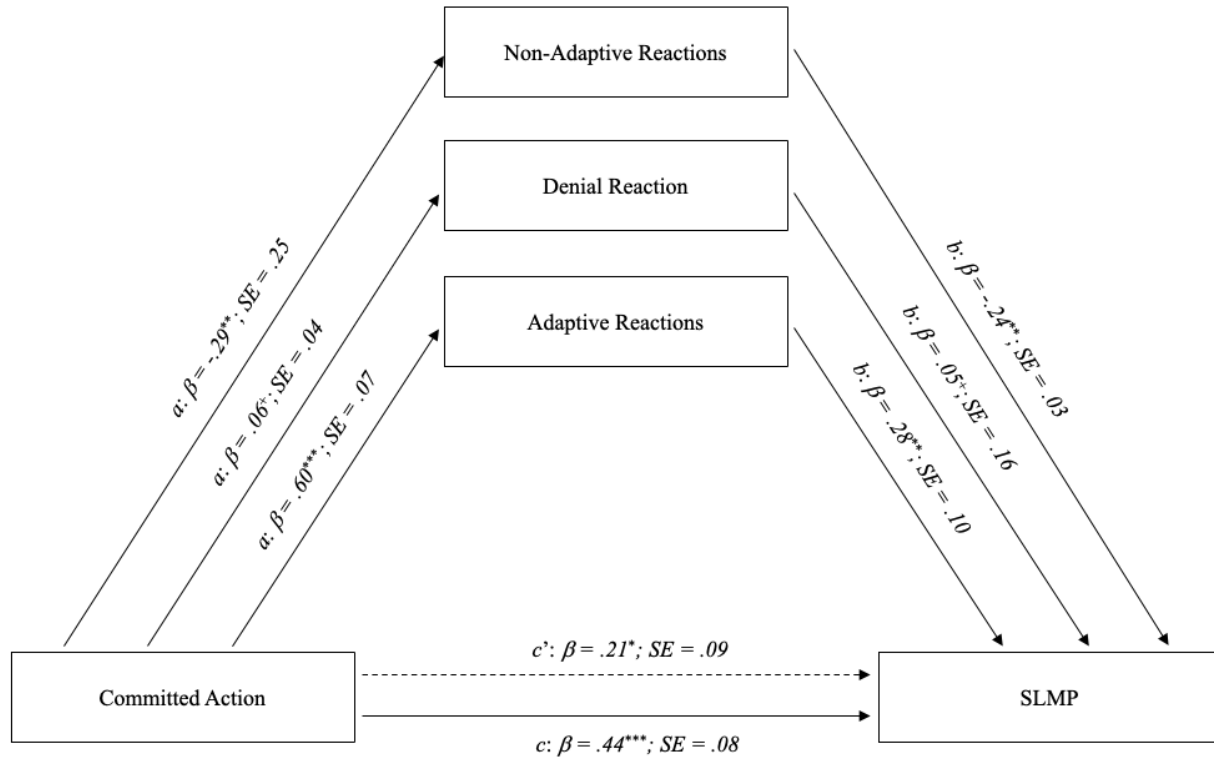 Non-Adaptive Reactions
Denial Reaction
Adaptive Reactions
a: β = -.29**; SE = .25
a: β = .06+; SE = .04
a: β = .60***; SE = .07
b: β = -.24**; SE = .03
b: β = .05+; SE = .16
b: β = .28**; SE = .10
c’: β = .21*; SE = .09
Committed Action
SLMP
c: β = .44***; SE = .08